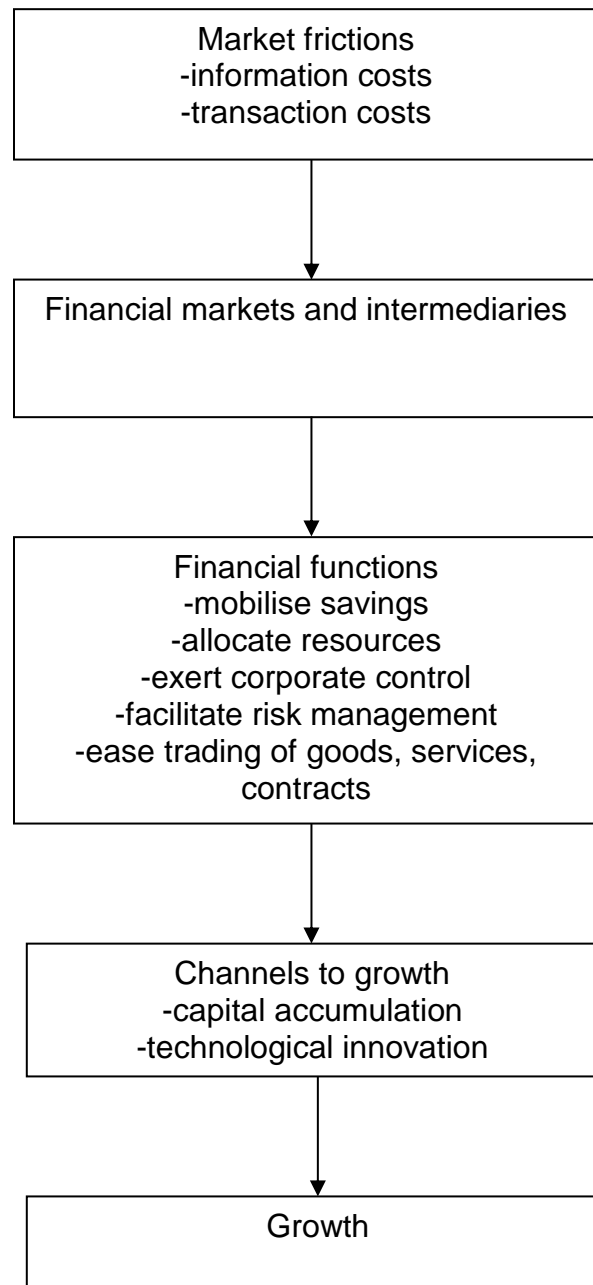 Market frictions
-information costs
-transaction costs
Financial markets and intermediaries
Financial functions
-mobilise savings
-allocate resources
-exert corporate control
-facilitate risk management
-ease trading of goods, services,
contracts
Channels to growth
-capital accumulation
-technological innovation
Growth